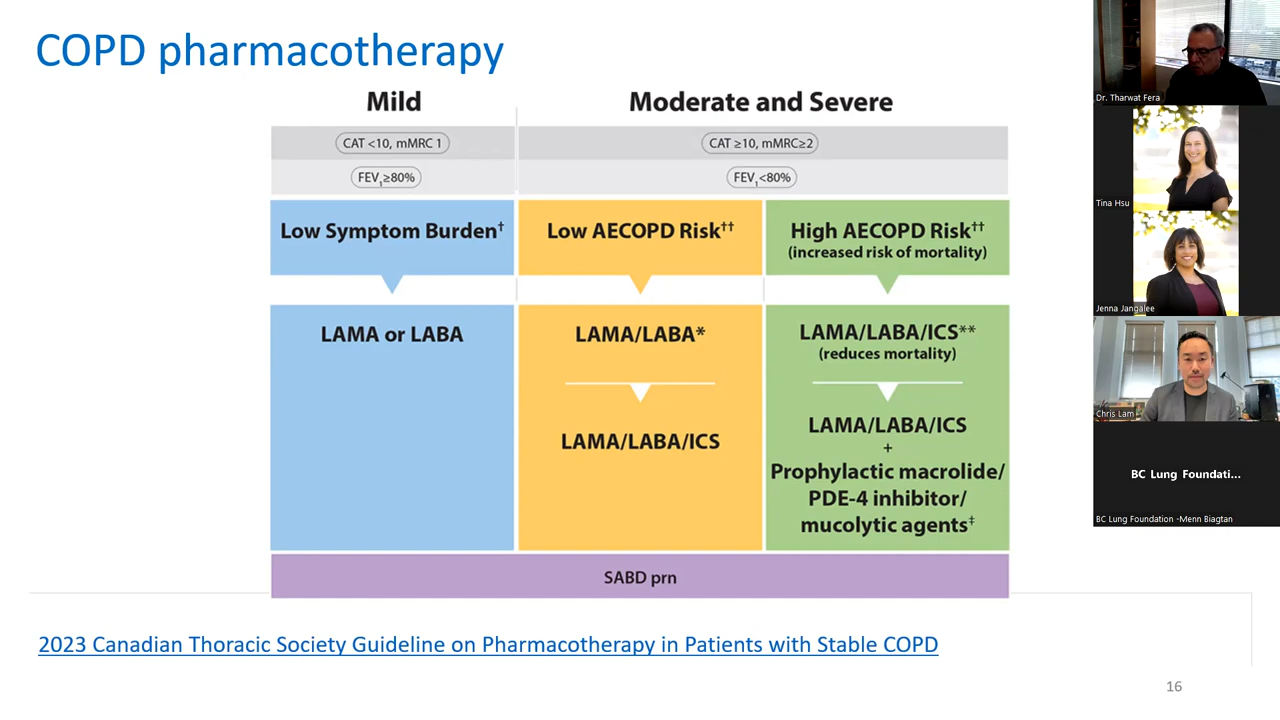 COPD pharmacotherapy
Mild
Moderate and Severe
CAT <10, mMRC 1
CAT ≥10, mMRC≥2
FEV₁≥80%
FEV₁<80%
Low Symptom Burden†
Low AECOPD Risk††
High AECOPD Risk††
(increased risk of mortality)
LAMA or LABA
LAMA/LABA*
LAMA/LABA/ICS
LAMA/LABA/ICS**
(reduces mortality)
LAMA/LABA/ICS
+
Prophylactic macrolide/
PDE-4 inhibitor/
mucolytic agents‡
SABD prn
2023 Canadian Thoracic Society Guideline on Pharmacotherapy in Patients with Stable COPD
16
Dr. Tharwat Fera
Tina Hsu
Jenna Jangalee
Chris Lam
BC Lung Foundati...
BC Lung Foundation -Menn Biagtan